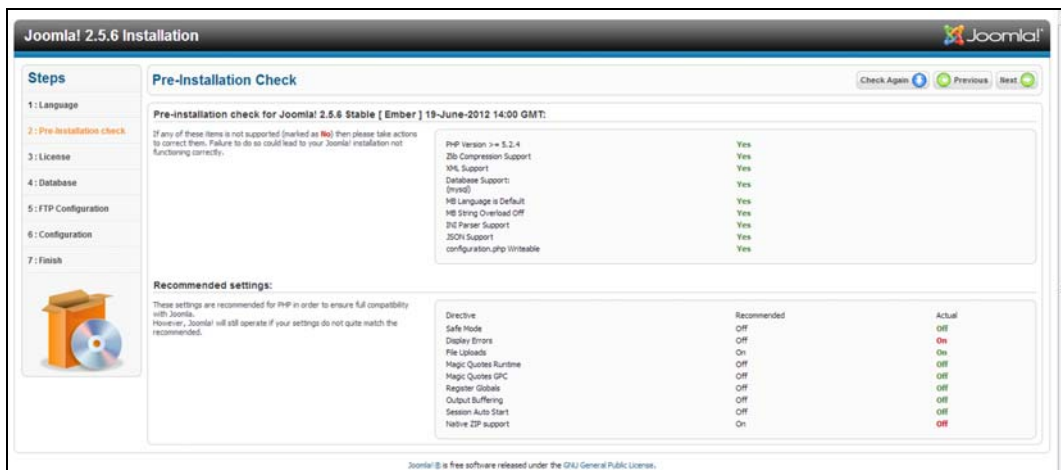 Joomla! 2.5.6 Installation
Joomla!
Steps
1 : Language
2 : Pre-Installation check
3 : License
4 : Database
5 : FTP Configuration
6 : Configuration
7 : Finish
Pre-Installation Check
Check Again
Previous
Next
Pre-installation check for Joomla! 2.5.6 Stable [ Ember ] 19-June-2012 14:00 GMT:
If any of these items is not supported (marked as No) then please take actions
to correct them. Failure to do so could lead to your Joomla! installation not
functioning correctly.
PHP Version >= 5.2.4 Yes
Zlib Compression Support Yes
XML Support Yes
Database Support:
(mysql) Yes
MB Language is Default Yes
MB String Overload Off Yes
INI Parser Support Yes
JSON Support Yes
configuration.php Writeable Yes
Recommended settings:
These settings are recommended for PHP in order to ensure full compatibility
with Joomla.
However, Joomla! will still operate if your settings do not quite match the
recommended.
Directive Recommended Actual
Safe Mode Off Off
Display Errors Off On
File Uploads On On
Magic Quotes Runtime Off Off
Magic Quotes GPC Off Off
Register Globals Off Off
Output Buffering Off Off
Session Auto Start Off Off
Native ZIP support On Off
Joomla!® is free software released under the GNU General Public License.